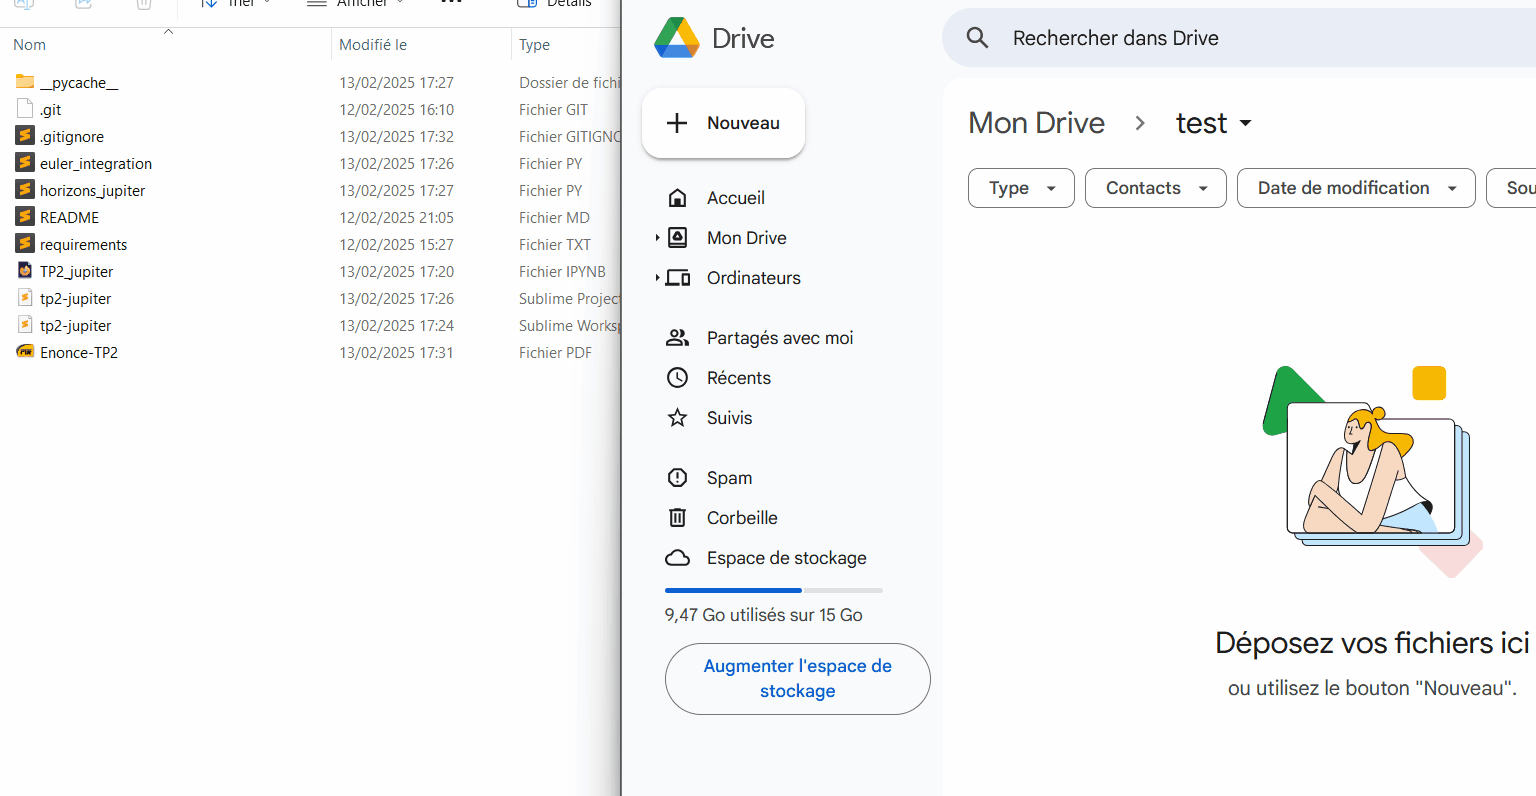 Trier Afficher Détails
Nom Modifié le Type
__pycache__ 13/02/2025 17:27 Dossier de fichi
.git 12/02/2025 16:10 Fichier GIT
.gitignore 13/02/2025 17:32 Fichier GITIGNO
euler_integration 13/02/2025 17:26 Fichier PY
horizons_jupiter 13/02/2025 17:27 Fichier PY
README 12/02/2025 21:05 Fichier MD
requirements 12/02/2025 15:27 Fichier TXT
TP2_jupiter 13/02/2025 17:20 Fichier IPYNB
tp2-jupiter 13/02/2025 17:26 Sublime Project
tp2-jupiter 13/02/2025 17:24 Sublime Worksp
Enonce-TP2 13/02/2025 17:31 Fichier PDF
Drive
Rechercher dans Drive
Nouveau
Accueil
Mon Drive
Ordinateurs
Partagés avec moi
Récents
Suivis
Spam
Corbeille
Espace de stockage
9,47 Go utilisés sur 15 Go
Augmenter l'espace de
stockage
Mon Drive test
Type Contacts Date de modification Sou
Déposez vos fichiers ici
ou utilisez le bouton "Nouveau".